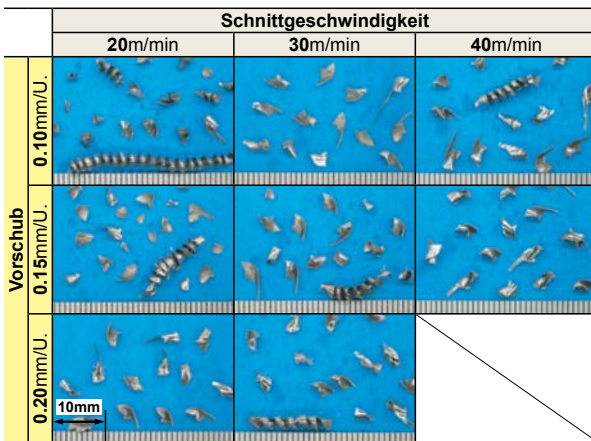 Schnittgeschwindigkeit
20m/min 30m/min 40m/min
Vorschub
0.10mm/U.
0.15mm/U.
0.20mm/U.
10mm